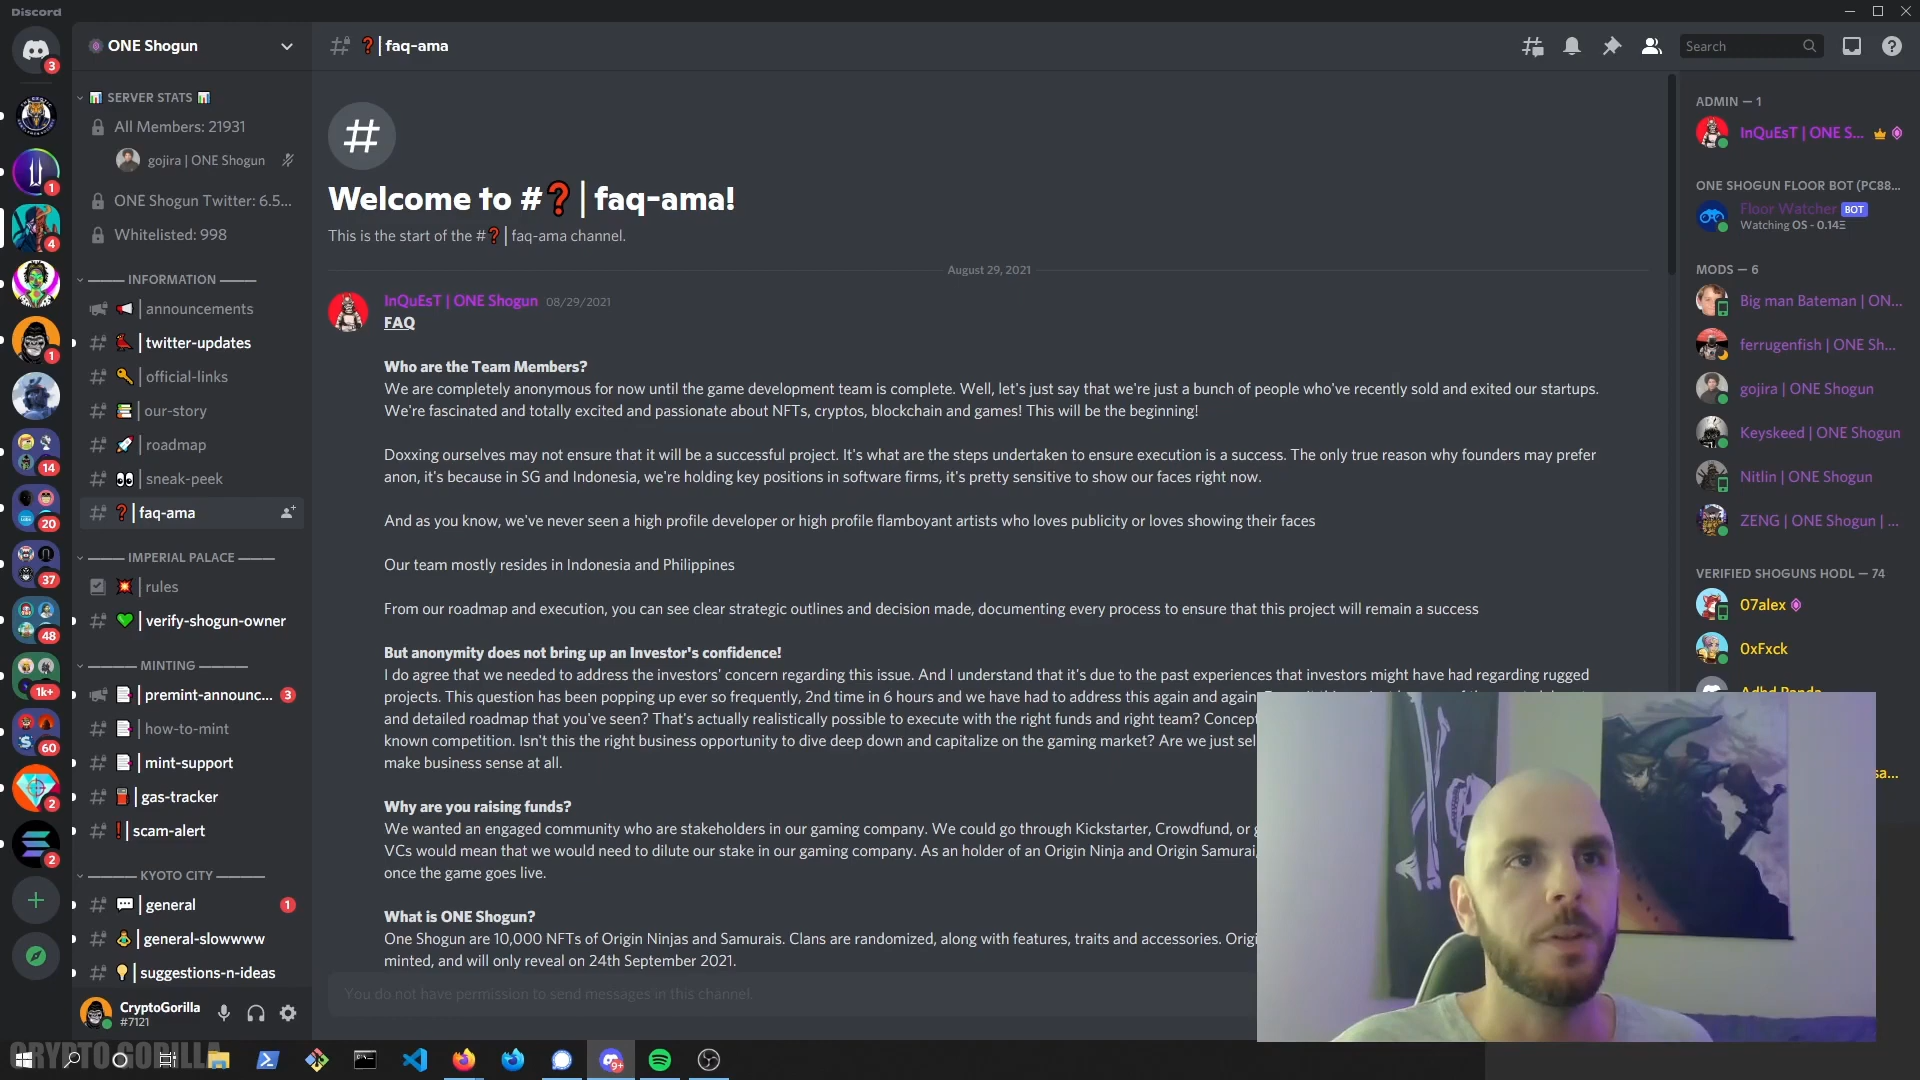 Discord
ONE Shogun
faq-ama
Search
SERVER STATS
All Members: 21931
gojira | ONE Shogun
ONE Shogun Twitter: 6.5...
Whitelisted: 998
INFORMATION
announcements
twitter-updates
official-links
our-story
roadmap
sneak-peek
faq-ama
IMPERIAL PALACE
rules
verify-shogun-owner
MINTING
premint-announc... 3
how-to-mint
mint-support
gas-tracker
scam-alert
KYOTO CITY
general 1
general-slowwww
suggestions-n-ideas
CryptoGorilla
#7121
3
1
4
1
14
20
37
48
1k+
60
2
2
Welcome to #❓| faq-ama!
This is the start of the #❓| faq-ama channel.
August 29, 2021
InQuEsT | ONE Shogun 08/29/2021
FAQ
Who are the Team Members?
We are completely anonymous for now until the game development team is complete. Well, let's just say that we're just a bunch of people who've recently sold and exited our startups.
We're fascinated and totally excited and passionate about NFTs, cryptos, blockchain and games! This will be the beginning!
Doxxing ourselves may not ensure that it will be a successful project. It's what are the steps undertaken to ensure execution is a success. The only true reason why founders may prefer
anon, it's because in SG and Indonesia, we're holding key positions in software firms, it's pretty sensitive to show our faces right now.
And as you know, we've never seen a high profile developer or high profile flamboyant artists who loves publicity or loves showing their faces
Our team mostly resides in Indonesia and Philippines
From our roadmap and execution, you can see clear strategic outlines and decision made, documenting every process to ensure that this project will remain a success
But anonymity does not bring up an Investor's confidence!
I do agree that we needed to address the investors' concern regarding this issue. And I understand that it's due to the past experiences that investors might have had regarding rugged
projects. This question has been popping up ever so frequently, 2nd time in 6 hours and we have had to address this again and again
and detailed roadmap that you've seen? That's actually realistically possible to execute with the right funds and right team? Concept
known competition. Isn't this the right business opportunity to dive deep down and capitalize on the gaming market? Are we just sel
make business sense at all.
Why are you raising funds?
We wanted an engaged community who are stakeholders in our gaming company. We could go through Kickstarter, Crowdfund, or
VCs would mean that we would need to dilute our stake in our gaming company. As an holder of an Origin Ninja and Origin Samurai,
once the game goes live.
What is ONE Shogun?
One Shogun are 10,000 NFTs of Origin Ninjas and Samurais. Clans are randomized, along with features, traits and accessories. Origi
minted, and will only reveal on 24th September 2021.
You do not have permission to send messages in this channel.
ADMIN — 1
InQuEsT | ONE S...
ONE SHOGUN FLOOR BOT (PC88...
Floor Watcher BOT
Watching OS - 0.14Ξ
MODS — 6
Big man Bateman | ON...
ferrugenfish | ONE Sh...
gojira | ONE Shogun
Keyskeed | ONE Shogun
Nitlin | ONE Shogun
ZENG | ONE Shogun | ...
VERIFIED SHOGUNS HODL — 74
07alex
0xFxck
sa...
CRYPTO GORILLA
9+